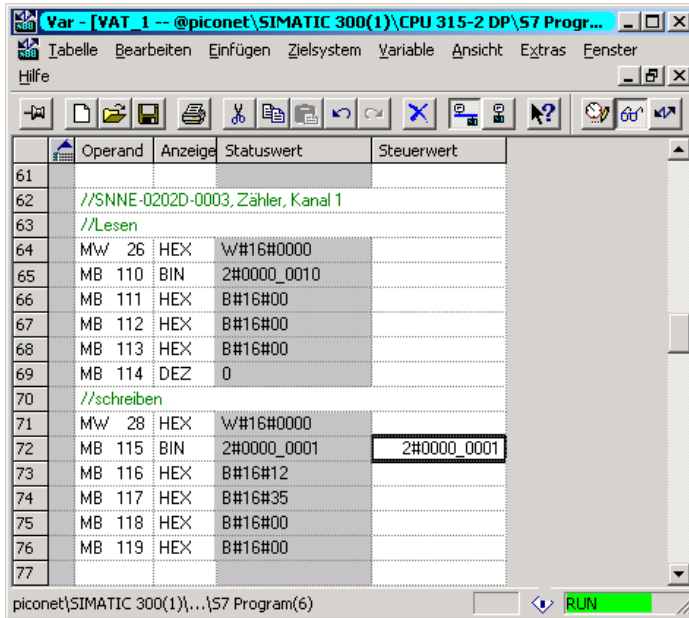 Var - [VAT_1 -- @piconet\SIMATIC 300(1)\CPU 315-2 DP\S7 Progr...
Tabelle Bearbeiten Einfügen Zielsystem Variable Ansicht Extras Fenster
Hilfe
Operand Anzeige Statuswert Steuerwert
61
62 //SNNE-0202D-0003, Zähler, Kanal 1
63 //Lesen
64 MW 26 HEX W#16#0000
65 MB 110 BIN 2#0000_0010
66 MB 111 HEX B#16#00
67 MB 112 HEX B#16#00
68 MB 113 HEX B#16#00
69 MB 114 DEZ 0
70 //schreiben
71 MW 28 HEX W#16#0000
72 MB 115 BIN 2#0000_0001 2#0000_0001
73 MB 116 HEX B#16#12
74 MB 117 HEX B#16#35
75 MB 118 HEX B#16#00
76 MB 119 HEX B#16#00
77
piconet\SIMATIC 300(1)\...\S7 Program(6) RUN